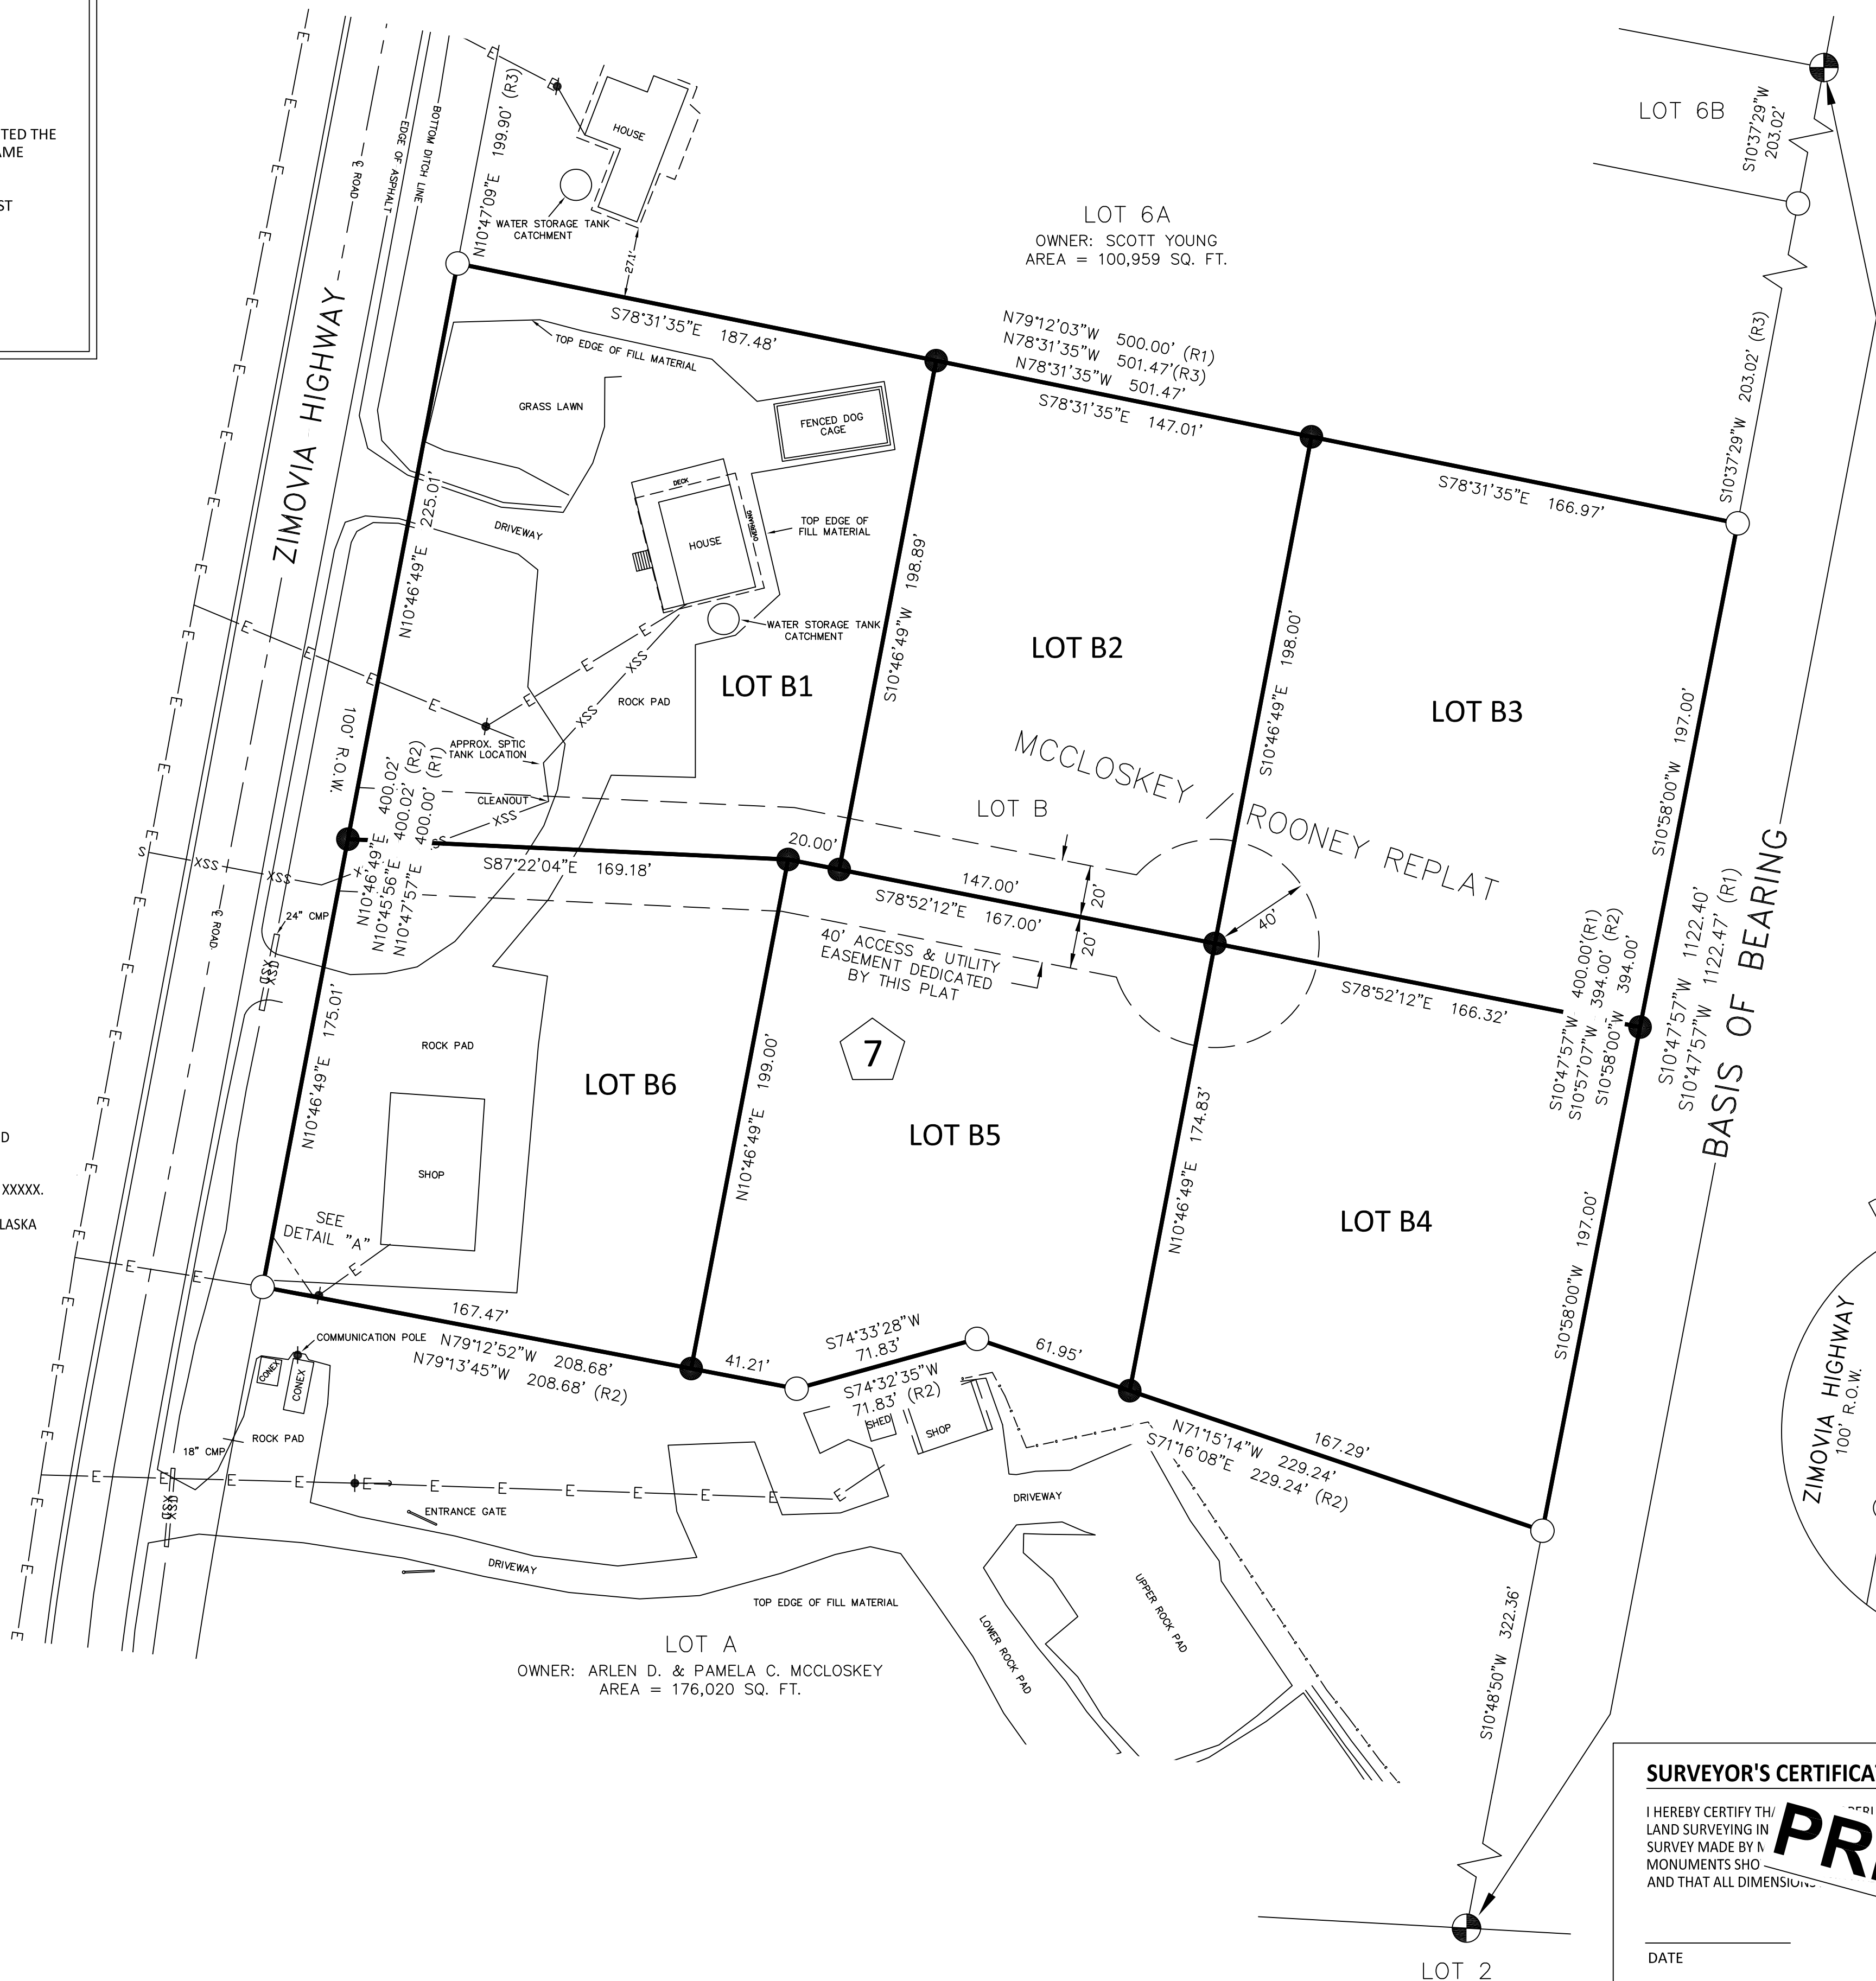 TED THE
AME
ST
D
XXXXX.
LASKA
N10°47'09"E 199.90' (R3)
HOUSE
BOTTOM DITCH LINE
EDGE OF ASPHALT
℄ ROAD
WATER STORAGE TANK
CATCHMENT
27.1'
LOT 6A
OWNER: SCOTT YOUNG
AREA = 100,959 SQ. FT.
LOT 6B
S10°37'29"W
203.02'
S78°31'35"E 187.48'
N79°12'03"W 500.00' (R1)
N78°31'35"W 501.47'(R3)
N78°31'35"W 501.47'
S78°31'35"E 147.01'
S78°31'35"E 166.97'
S10°37'29"W 203.02' (R3)
ZIMOVIA HIGHWAY
TOP EDGE OF FILL MATERIAL
GRASS LAWN
FENCED DOG
CAGE
N10°46'49"E 225.01'
DRIVEWAY
DECK
OVERHANG
HOUSE
TOP EDGE OF
FILL MATERIAL
WATER STORAGE TANK
CATCHMENT
S10°46'49"W 198.89'
LOT B1
LOT B2
LOT B3
S10°46'49"E 198.00'
S10°58'00"W 197.00'
ROCK PAD
XSS
XSS
APPROX. SPTIC
TANK LOCATION
CLEANOUT
XSS
100' R.O.W.
N10°46'49"E 400.02'
N10°45'56"E 400.02' (R2)
N10°47'57"E 400.00' (R1)
MCCLOSKEY ROONEY REPLAT
LOT B
S XSS XSS
S87°22'04"E 169.18'
20.00'
147.00'
S78°52'12"E 167.00'
20'
20'
40'
40' ACCESS & UTILITY
EASEMENT DEDICATED
BY THIS PLAT
S78°52'12"E 166.32'
S10°47'57"W 400.00'(R1)
S10°57'07"W 394.00' (R2)
S10°58'00"W 394.00'
S10°47'57"W 1122.40'
S10°47'57"W 1122.47' (R1)
BASIS OF BEARING
24" CMP
℄ ROAD
XSD
N10°46'49"E 175.01'
ROCK PAD
LOT B6
N10°46'49"E 199.00'
7
LOT B5
N10°46'49"E 174.83'
LOT B4
S10°58'00"W 197.00'
SHOP
SEE
DETAIL "A"
167.47'
N79°12'52"W 208.68'
N79°13'45"W 208.68' (R2)
41.21'
S74°33'28"W
71.83'
S74°32'35"W
71.83' (R2)
61.95'
167.29'
N71°15'14"W 229.24'
S71°16'08"E 229.24' (R2)
COMMUNICATION POLE
CONEX
CONEX
ROCK PAD
18" CMP
XSD
SHED
SHOP
ENTRANCE GATE
DRIVEWAY
DRIVEWAY
TOP EDGE OF FILL MATERIAL
LOWER ROCK PAD
UPPER ROCK PAD
LOT A
OWNER: ARLEN D. & PAMELA C. MCCLOSKEY
AREA = 176,020 SQ. FT.
S10°48'50"W 322.36'
ZIMOVIA HIGHWAY
100' R.O.W.
LOT 2
SURVEYOR'S CERTIFICA
I HEREBY CERTIFY THA
LAND SURVEYING IN
SURVEY MADE BY M
MONUMENTS SHO
AND THAT ALL DIMENSIONS
PRE
DATE